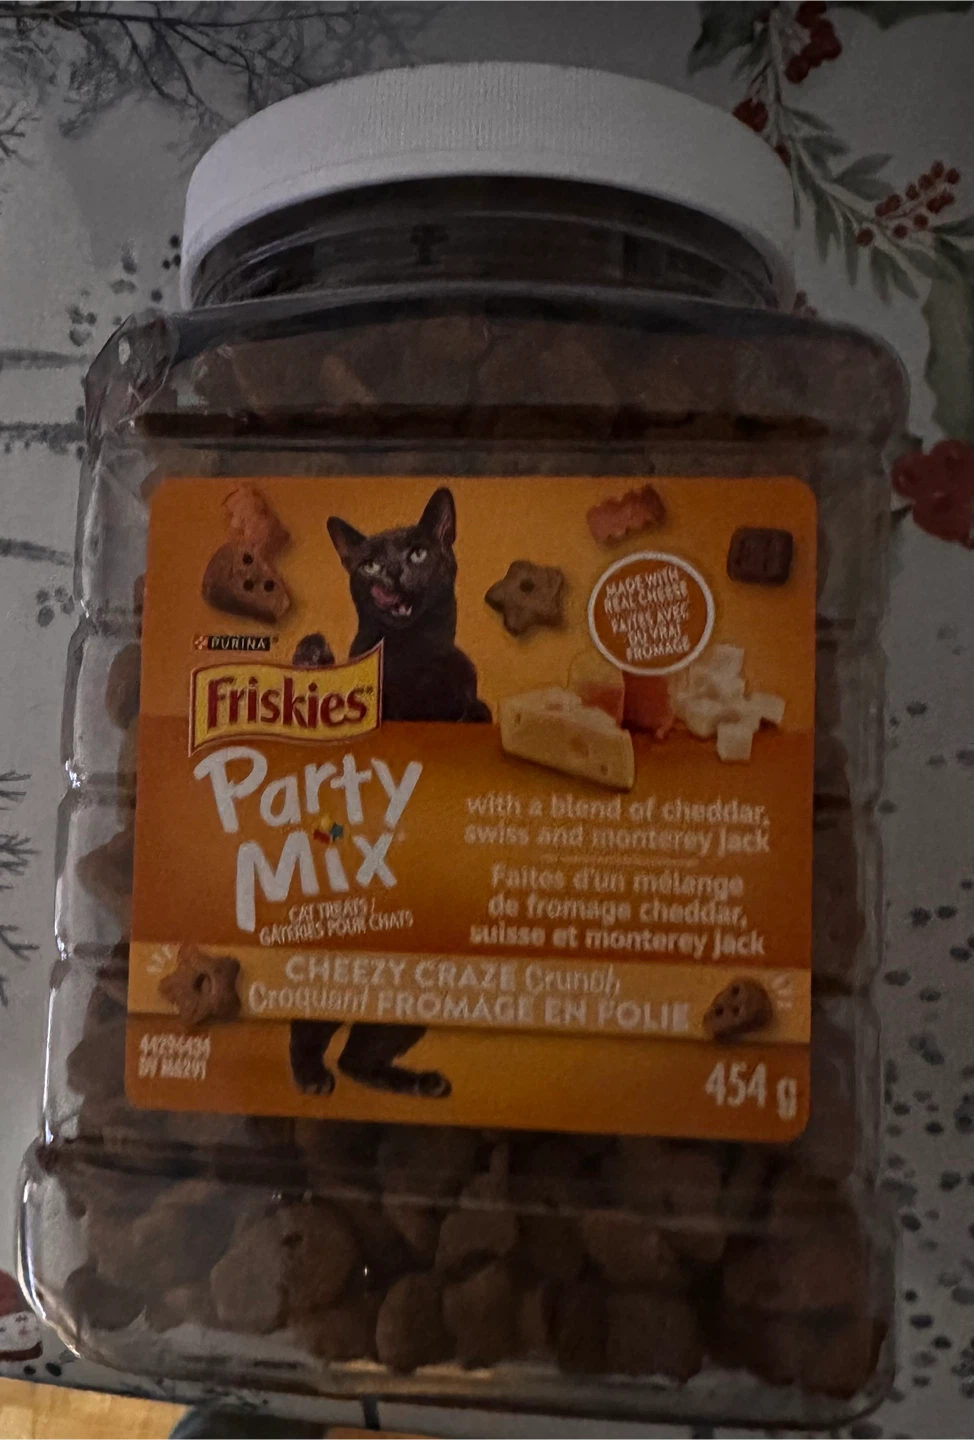 MADE WITH
REAL CHEESE
FAITES AVEC
DU VRAI
FROMAGE
PURINA
Friskies
Party
Mix
CAT TREATS /
GÂTERIES POUR CHATS
with a blend of cheddar,
swiss and monterey jack
Faites d'un mélange
de fromage cheddar,
suisse et monterey jack
CHEEZY CRAZE Crunch
Croquant FROMAGE EN FOLIE
44296434
454 g